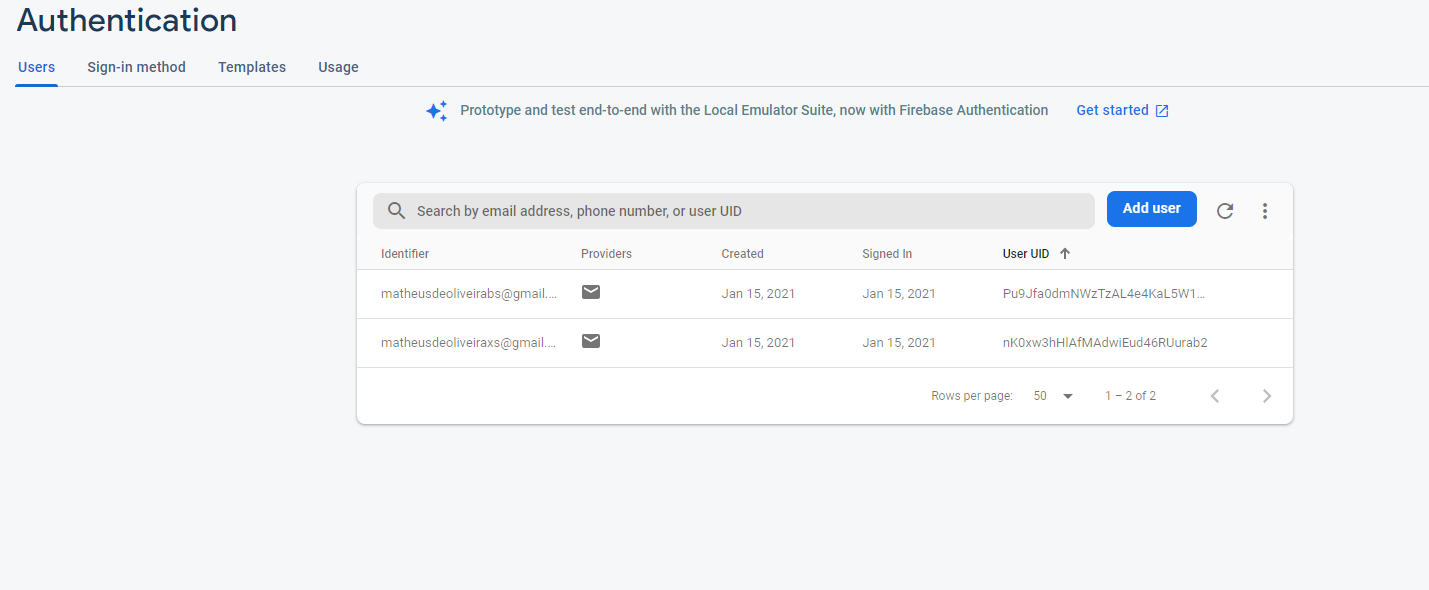 Authentication
Users Sign-in method Templates Usage
Prototype and test end-to-end with the Local Emulator Suite, now with Firebase Authentication Get started
Search by email address, phone number, or user UID Add user
Identifier Providers Created Signed In User UID
matheusdeoliveirabs@gmail.... Jan 15, 2021 Jan 15, 2021 Pu9Jfa0dmNWzTzAL4e4KaL5W1...
matheusdeoliveiraxs@gmail.... Jan 15, 2021 Jan 15, 2021 nK0xw3hHlAfMAdwiEud46RUurab2
Rows per page: 50 1 – 2 of 2